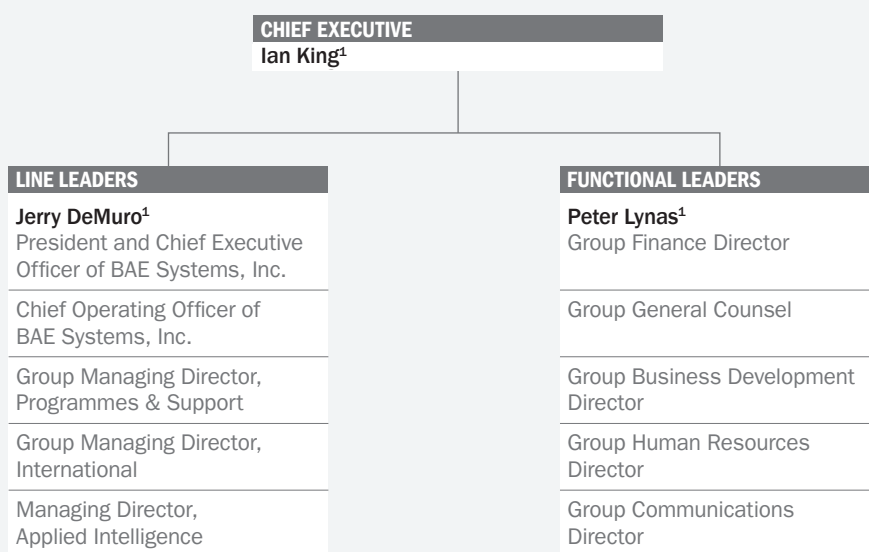 CHIEF EXECUTIVE
Ian King¹
LINE LEADERS
Jerry DeMuro¹
President and Chief Executive
Officer of BAE Systems, Inc.
Chief Operating Officer of
BAE Systems, Inc.
Group Managing Director,
Programmes & Support
Group Managing Director,
International
Managing Director,
Applied Intelligence
FUNCTIONAL LEADERS
Peter Lynas¹
Group Finance Director
Group General Counsel
Group Business Development
Director
Group Human Resources
Director
Group Communications
Director